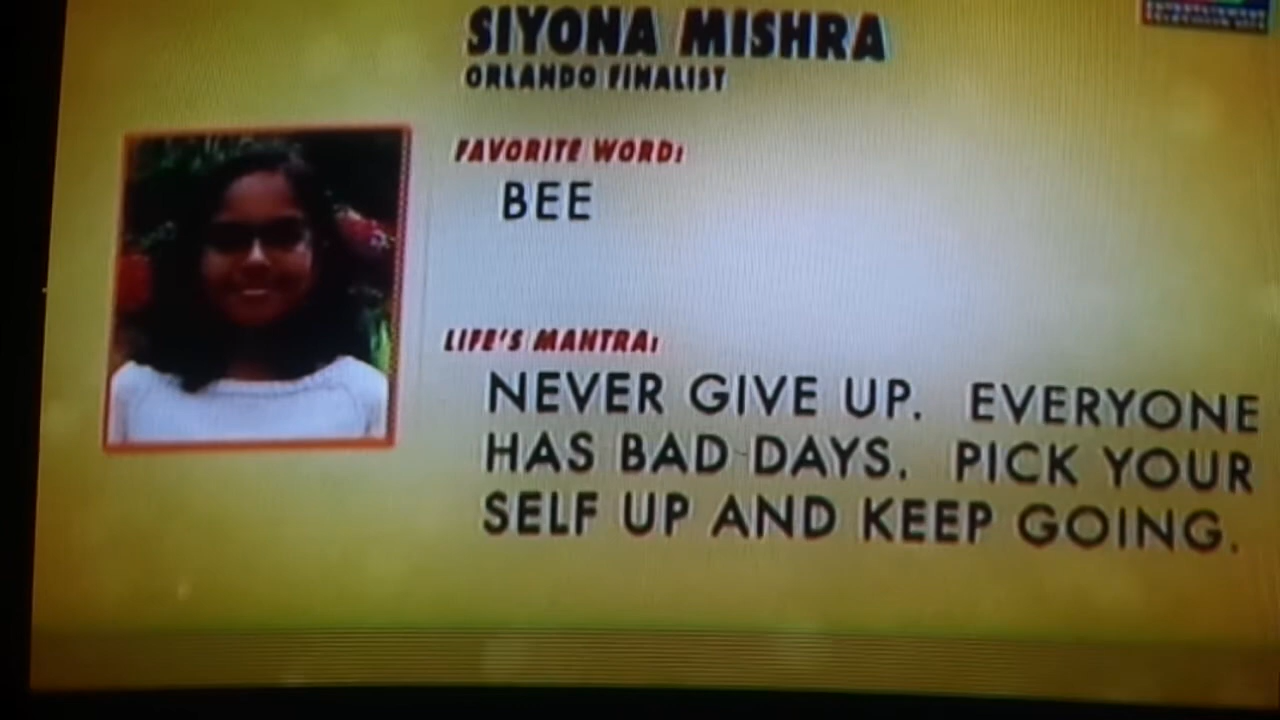 SIYONA MISHRA
ORLANDO FINALIST
FAVORITE WORD:
BEE
LIFE'S MANTRA:
NEVER GIVE UP. EVERYONE
HAS BAD DAYS. PICK YOUR
SELF UP AND KEEP GOING.